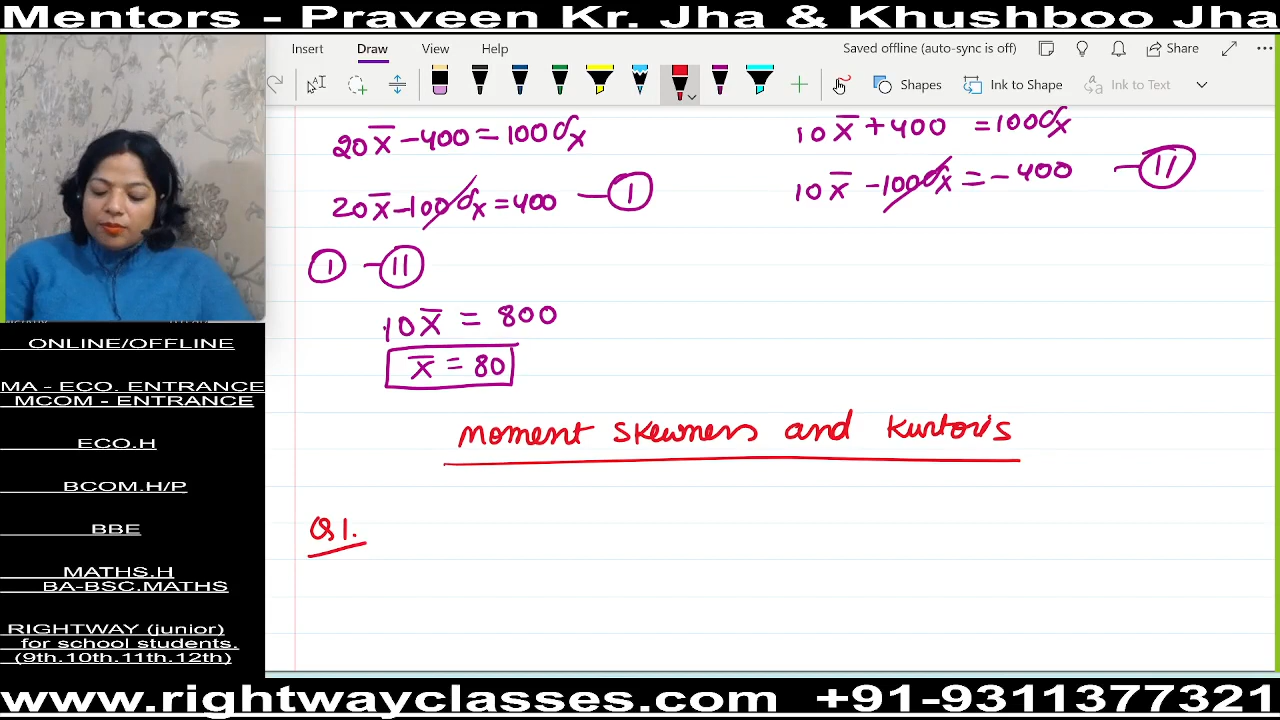 Mentors - Praveen Kr. Jha & Khushboo Jha
Insert Draw View Help Saved offline (auto-sync is off) Share
Shapes Ink to Shape Ink to Text
20x̅ - 400 = 100σx
10x̅ + 400 = 100σx
20x̅ - 100σx = 400 - I
10x̅ - 100σx = - 400 - II
I - II
10x̅ = 800
x̅ = 80
Moment Skewness and Kurtosis
Q1.
ONLINE/OFFLINE
MA - ECO. ENTRANCE
MCOM - ENTRANCE
ECO.H
BCOM.H/P
BBE
MATHS.H
BA-BSC.MATHS
RIGHTWAY (junior)
for school students.
(9th.10th.11th.12th)
www.rightwayclasses.com +91-9311377321